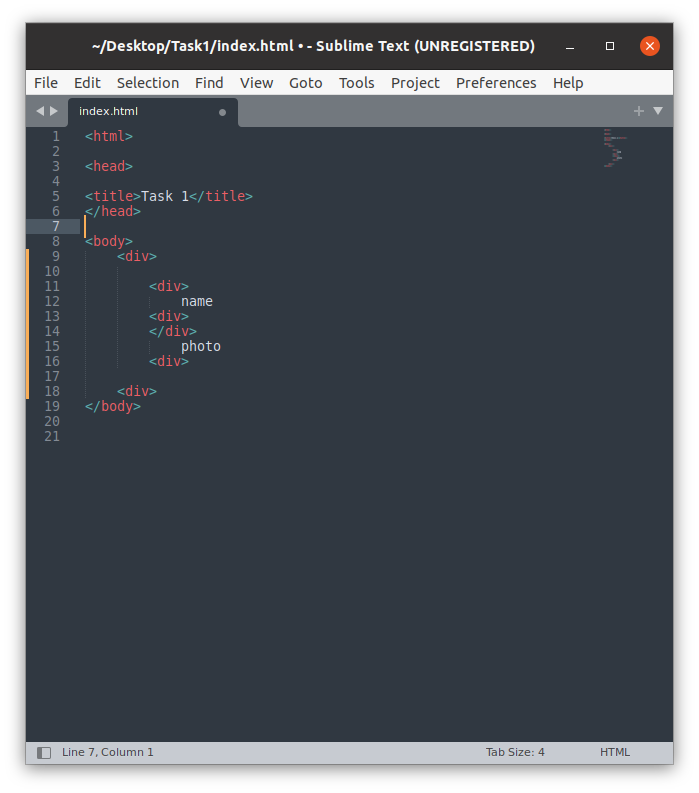 ~/Desktop/Task1/index.html • - Sublime Text (UNREGISTERED)
File Edit Selection Find View Goto Tools Project Preferences Help
index.html
1 <html>
2
3 <head>
4
5 <title>Task 1</title>
6 </head>
7
8 <body>
9 <div>
10
11 <div>
12 name
13 <div>
14 </div>
15 photo
16 <div>
17
18 <div>
19 </body>
20
21
Line 7, Column 1 Tab Size: 4 HTML